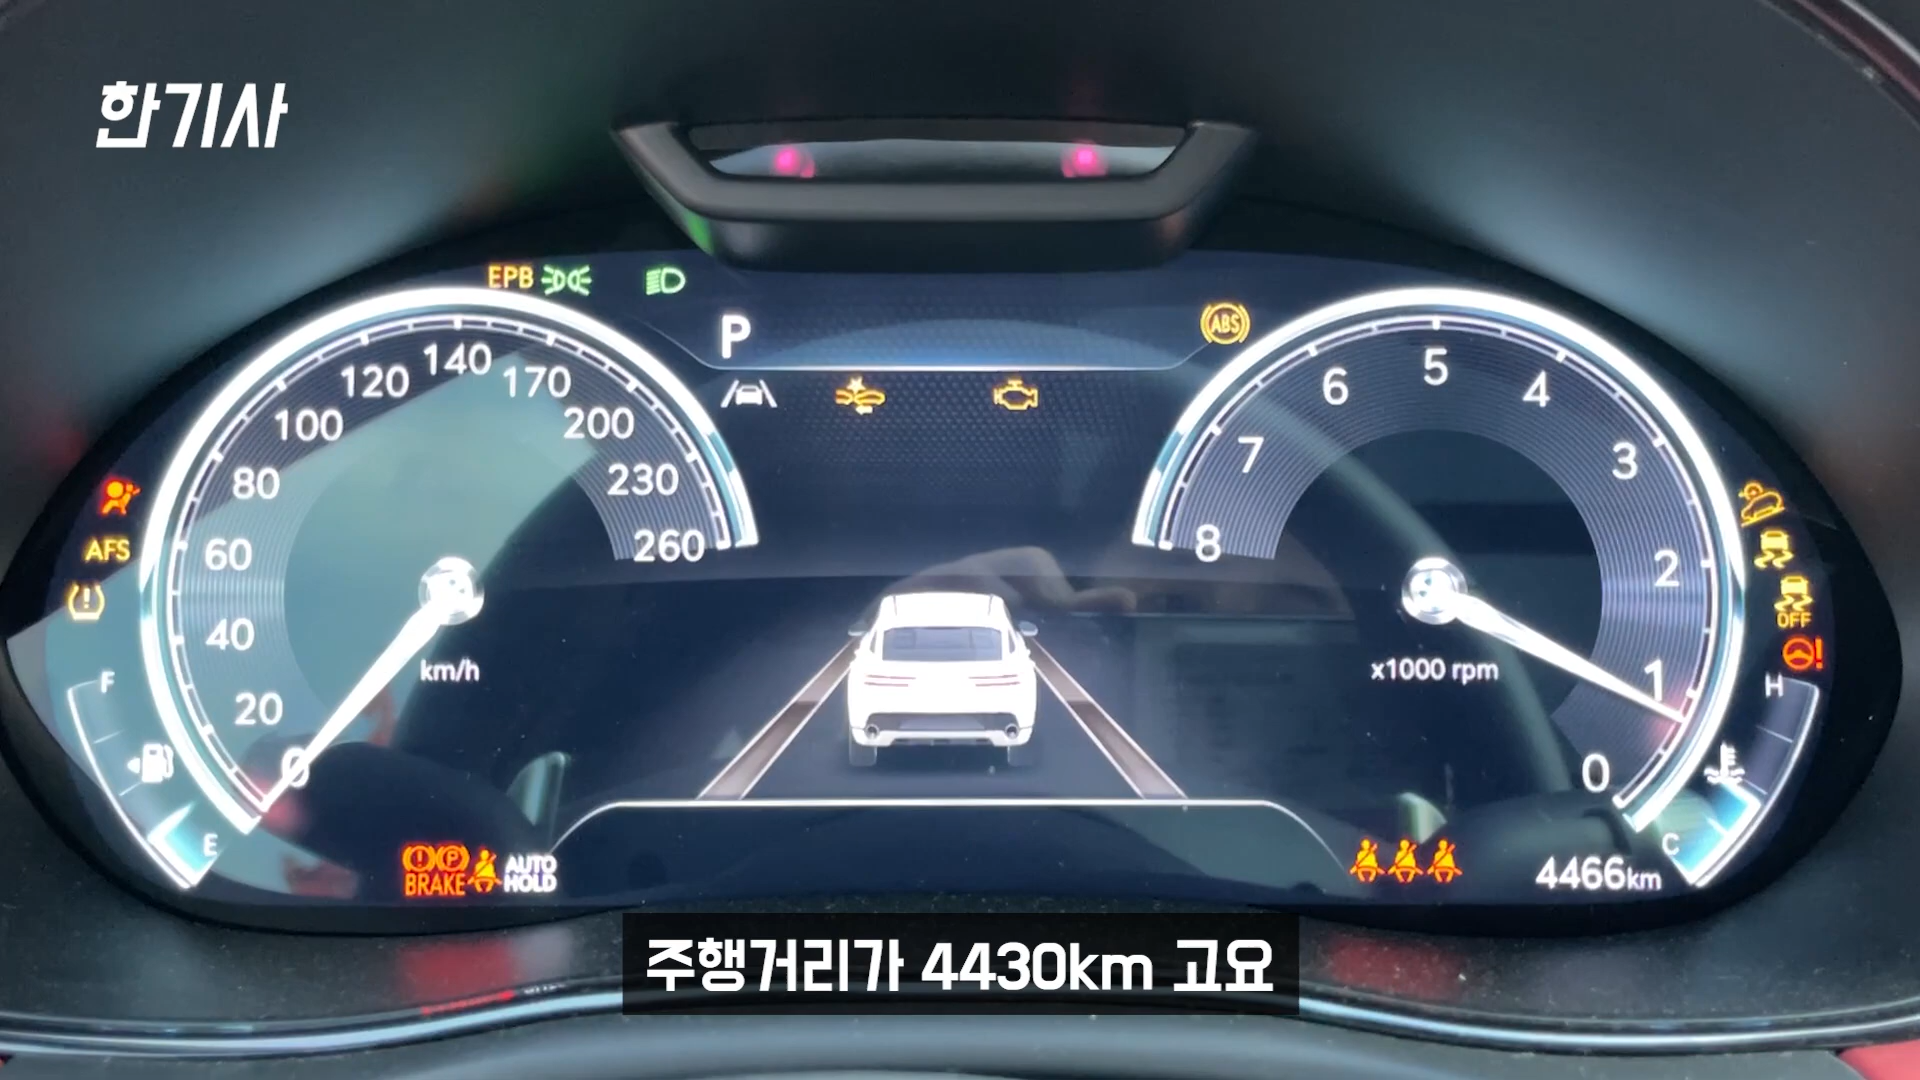 한기사
EPB
P
ABS
140
120
170
100
200
80
230
60
260
40
20
0
km/h
AFS
F
E
5
6
4
7
3
8
2
1
0
x1000 rpm
OFF
H
C
BRAKE
P
AUTO
HOLD
4466km
주행거리가 4430km 고요